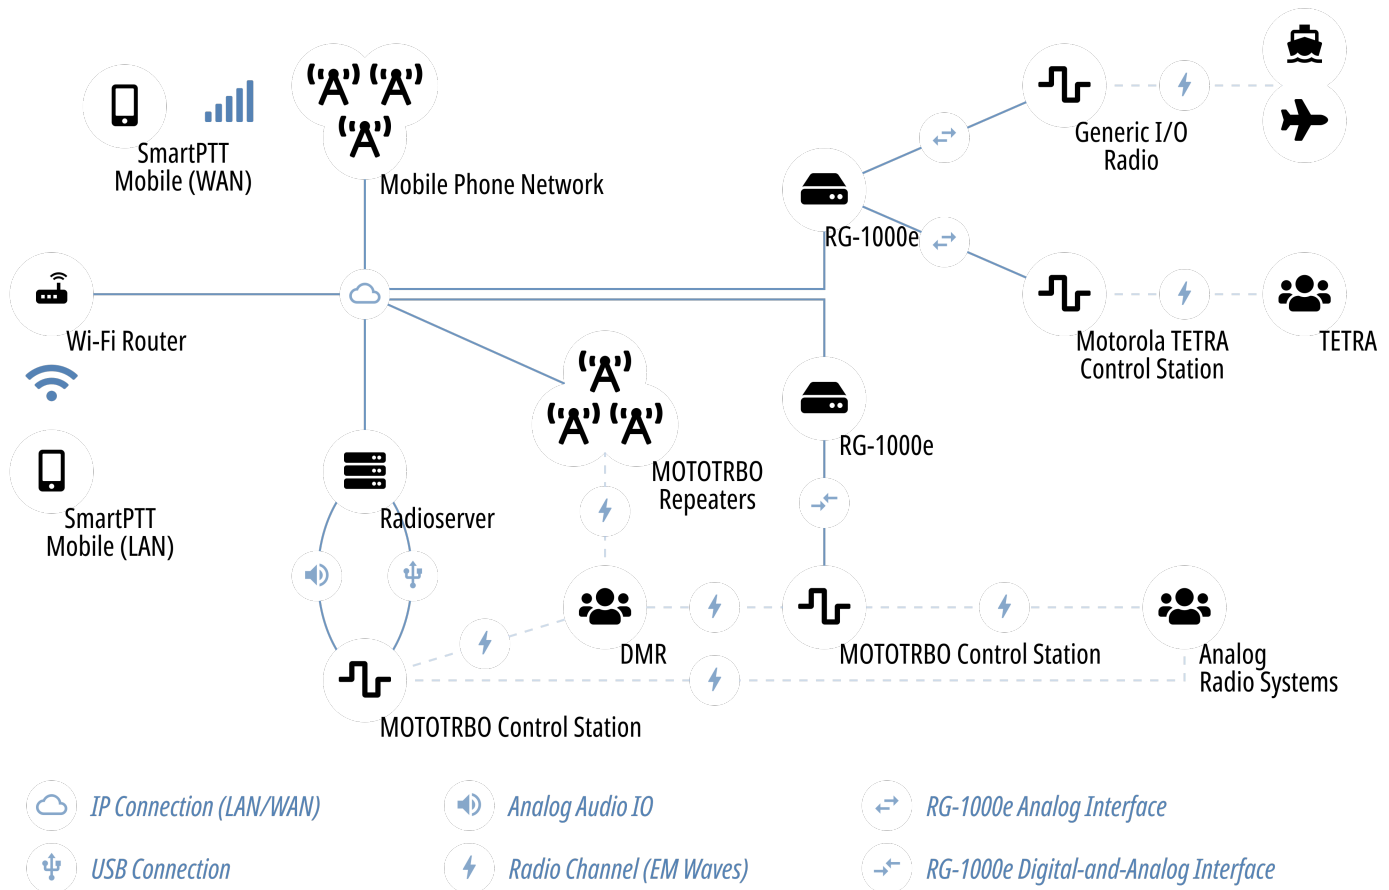 SmartPTT
Mobile (WAN)
Mobile Phone Network
Generic I/O
Radio
RG-1000e
Wi-Fi Router
Motorola TETRA
Control Station
TETRA
RG-1000e
MOTOTRBO
Repeaters
SmartPTT
Mobile (LAN)
Radioserver
DMR
MOTOTRBO Control Station
Analog
Radio Systems
MOTOTRBO Control Station
IP Connection (LAN/WAN)
Analog Audio IO
RG-1000e Analog Interface
USB Connection
Radio Channel (EM Waves)
RG-1000e Digital-and-Analog Interface